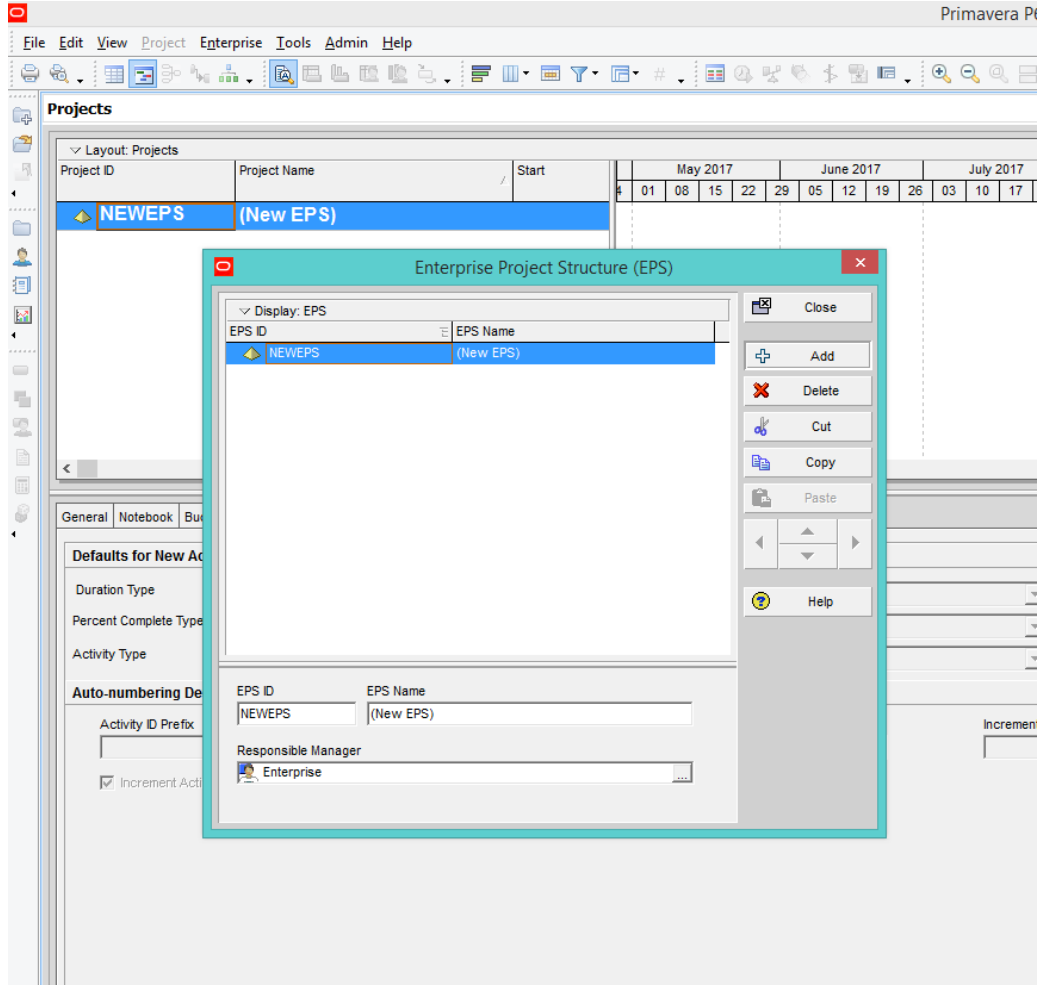 Primavera P6
File Edit View Project Enterprise Tools Admin Help
Projects
Layout: Projects
Project ID Project Name Start
May 2017 June 2017 July 2017
4 01 08 15 22 29 05 12 19 26 03 10 17
NEWEPS (New EPS)
Enterprise Project Structure (EPS)
Display: EPS
EPS ID EPS Name
NEWEPS (New EPS)
Close
Add
Delete
Cut
Copy
Paste
Help
EPS ID EPS Name
NEWEPS (New EPS)
Responsible Manager
Enterprise
...
General Notebook Bu
Defaults for New Ac
Duration Type
Percent Complete Type
Activity Type
Auto-numbering De
Activity ID Prefix Increment
Increment Acti